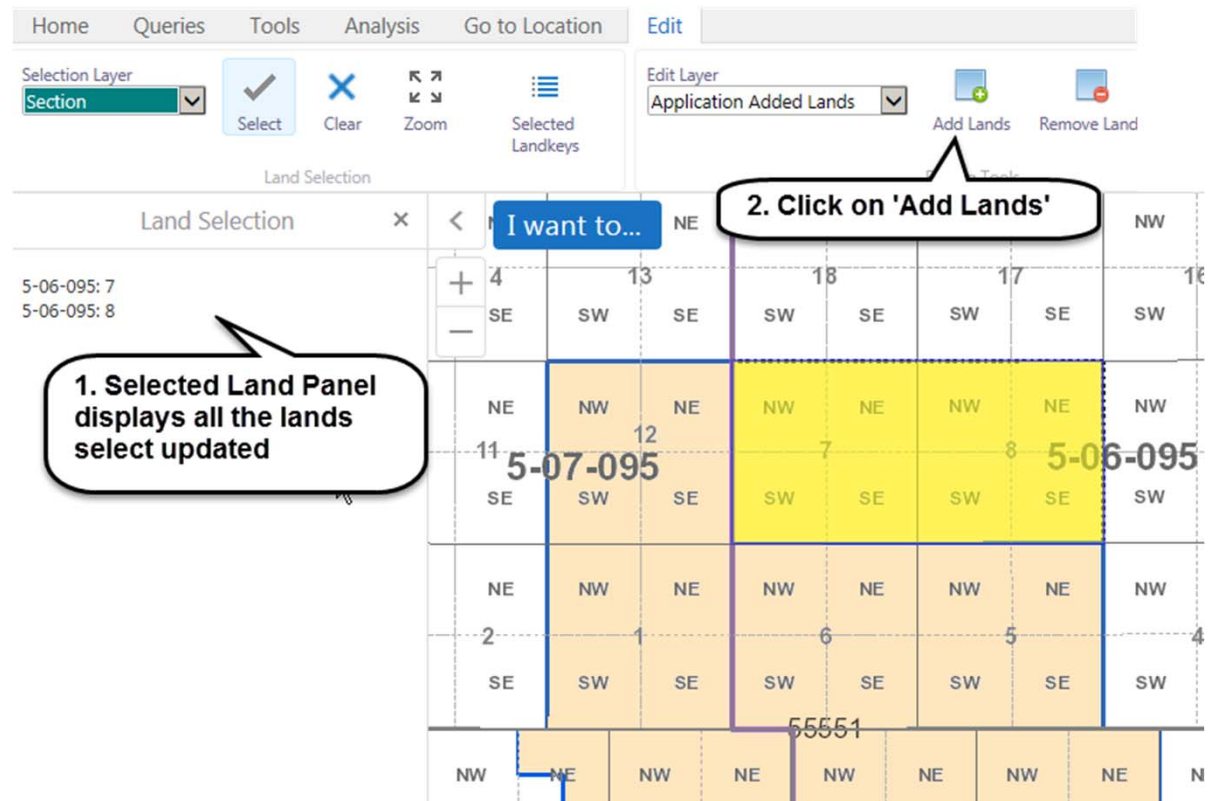 Home Queries Tools Analysis Go to Location Edit
Selection Layer
Section
Select Clear Zoom Selected
Landkeys
Land Selection
Edit Layer
Application Added Lands
Add Lands Remove Land
Tools
2. Click on 'Add Lands'
Land Selection ×
5-06-095: 7
5-06-095: 8
1. Selected Land Panel
displays all the lands
select updated
I want to... NE NW
4 13 18 17 16
SE SW SE SW SE SW SE SW
NE NW NE NW NE NW NE NW
11 12 7 8
5-07-095 5-06-095
SE SW SE SW SE SW SE SW
NE NW NE NW NE NW NE NW
2 1 6 5 4
SE SW SE SW SE SW SE SW
55551
NW NE NW NE NW NE NW NE N